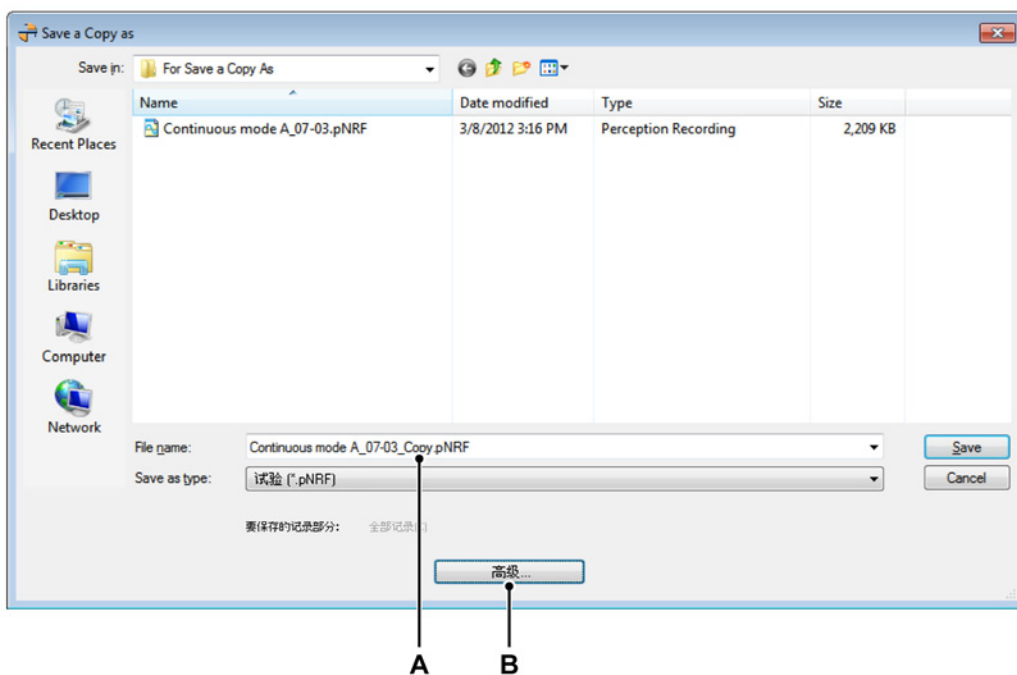 Save a Copy as
Save in: For Save a Copy As
Name Date modified Type Size
Continuous mode A_07-03.pNRF 3/8/2012 3:16 PM Perception Recording 2,209 KB
Recent Places
Desktop
Libraries
Computer
Network
File name: Continuous mode A_07-03_Copy.pNRF Save
Save as type: 试验 (*.pNRF) Cancel
要保存的记录部分: 全部记录
高级...
A B